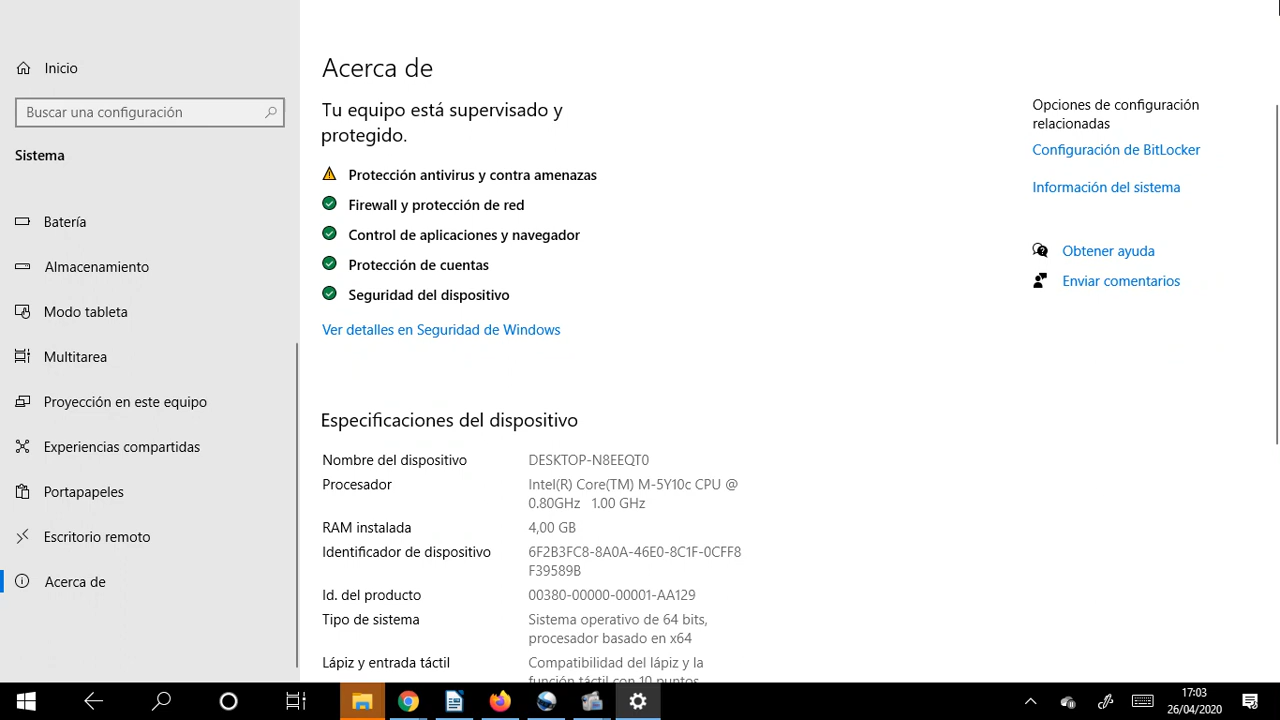 Inicio
Buscar una configuración
Sistema
Batería
Almacenamiento
Modo tableta
Multitarea
Proyección en este equipo
Experiencias compartidas
Portapapeles
Escritorio remoto
Acerca de
Acerca de
Tu equipo está supervisado y
protegido.
Protección antivirus y contra amenazas
Firewall y protección de red
Control de aplicaciones y navegador
Protección de cuentas
Seguridad del dispositivo
Ver detalles en Seguridad de Windows
Especificaciones del dispositivo
Nombre del dispositivo DESKTOP-N8EEQT0
Procesador Intel(R) Core(TM) M-5Y10c CPU @
0.80GHz 1.00 GHz
RAM instalada 4,00 GB
Identificador de dispositivo 6F2B3FC8-8A0A-46E0-8C1F-0CFF8
F39589B
Id. del producto 00380-00000-00001-AA129
Tipo de sistema Sistema operativo de 64 bits,
procesador basado en x64
Lápiz y entrada táctil Compatibilidad del lápiz y la
función táctil con 10 puntos
Opciones de configuración
relacionadas
Configuración de BitLocker
Información del sistema
Obtener ayuda
Enviar comentarios
17:03
26/04/2020